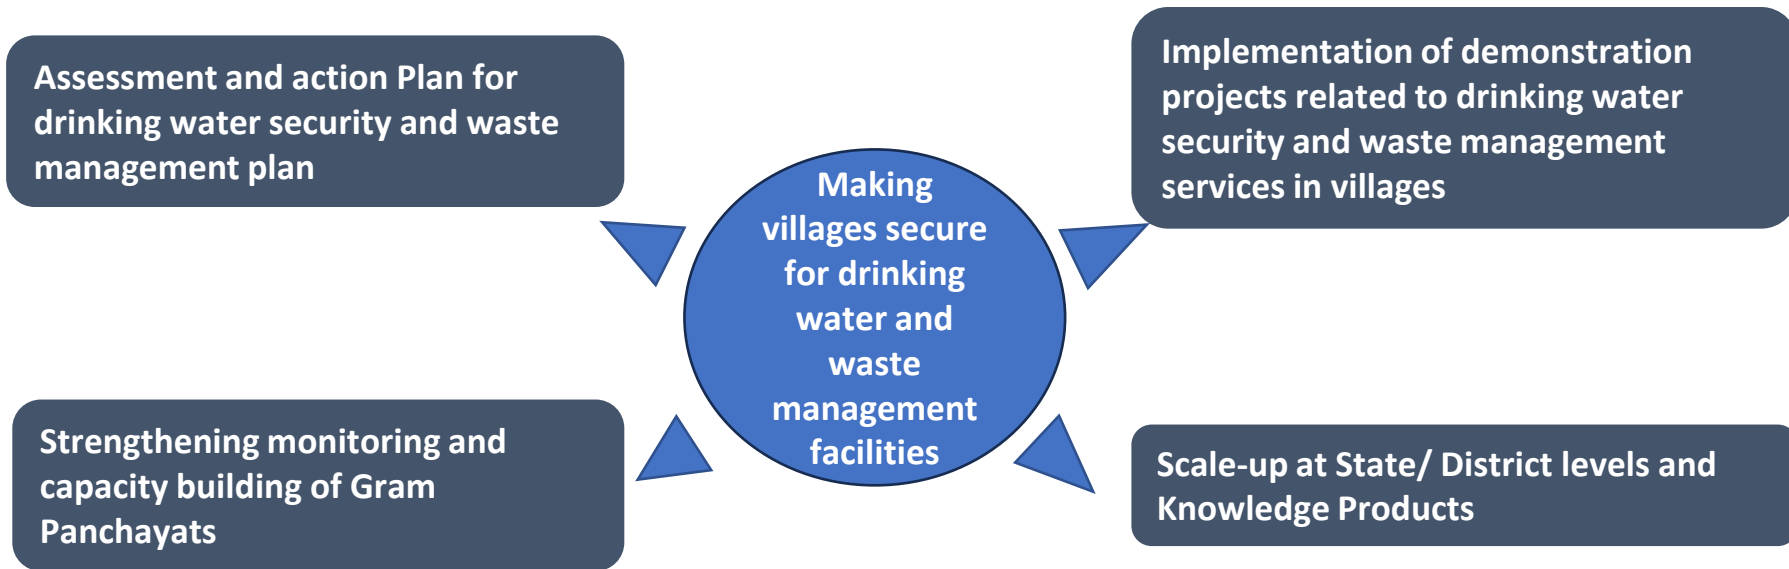 Assessment and action Plan for
drinking water security and waste
management plan
Implementation of demonstration
projects related to drinking water
security and waste management
services in villages
Making
villages secure
for drinking
water and
waste
management
facilities
Strengthening monitoring and
capacity building of Gram
Panchayats
Scale-up at State/ District levels and
Knowledge Products